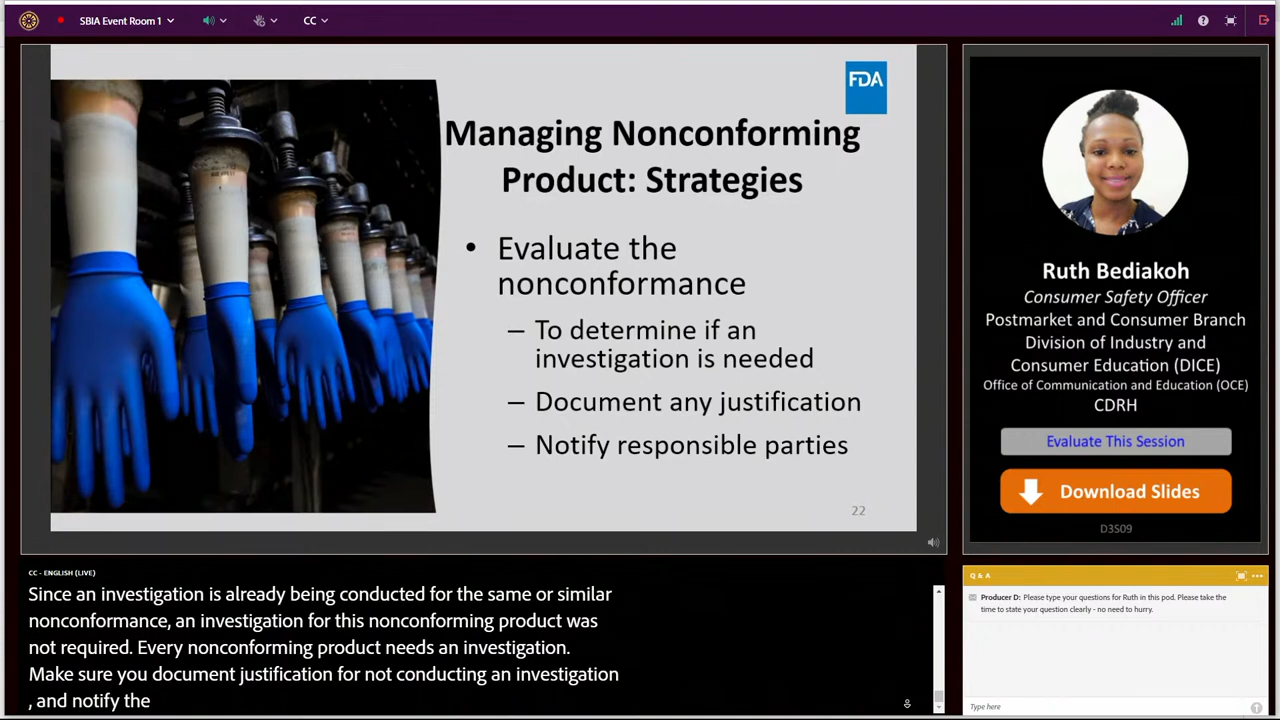 SBIA Event Room 1
CC
FDA
Managing Nonconforming
Product: Strategies
• Evaluate the
nonconformance
– To determine if an
investigation is needed
– Document any justification
– Notify responsible parties
22
Ruth Bediakoh
Consumer Safety Officer
Postmarket and Consumer Branch
Division of Industry and
Consumer Education (DICE)
Office of Communication and Education (OCE)
CDRH
Evaluate This Session
Download Slides
D3S09
CC - ENGLISH (LIVE)
Since an investigation is already being conducted for the same or similar
nonconformance, an investigation for this nonconforming product was
not required. Every nonconforming product needs an investigation.
Make sure you document justification for not conducting an investigation
, and notify the
Q & A
Producer D: Please type your questions for Ruth in this pod. Please take the
time to state your question clearly - no need to hurry.
Type here